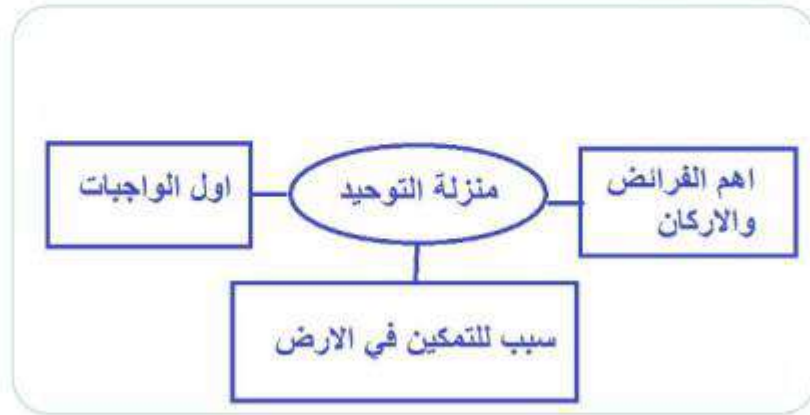 منزلة التوحيد
اهم الفرائض
والاركان
اول الواجبات
سبب للتمكين في الارض